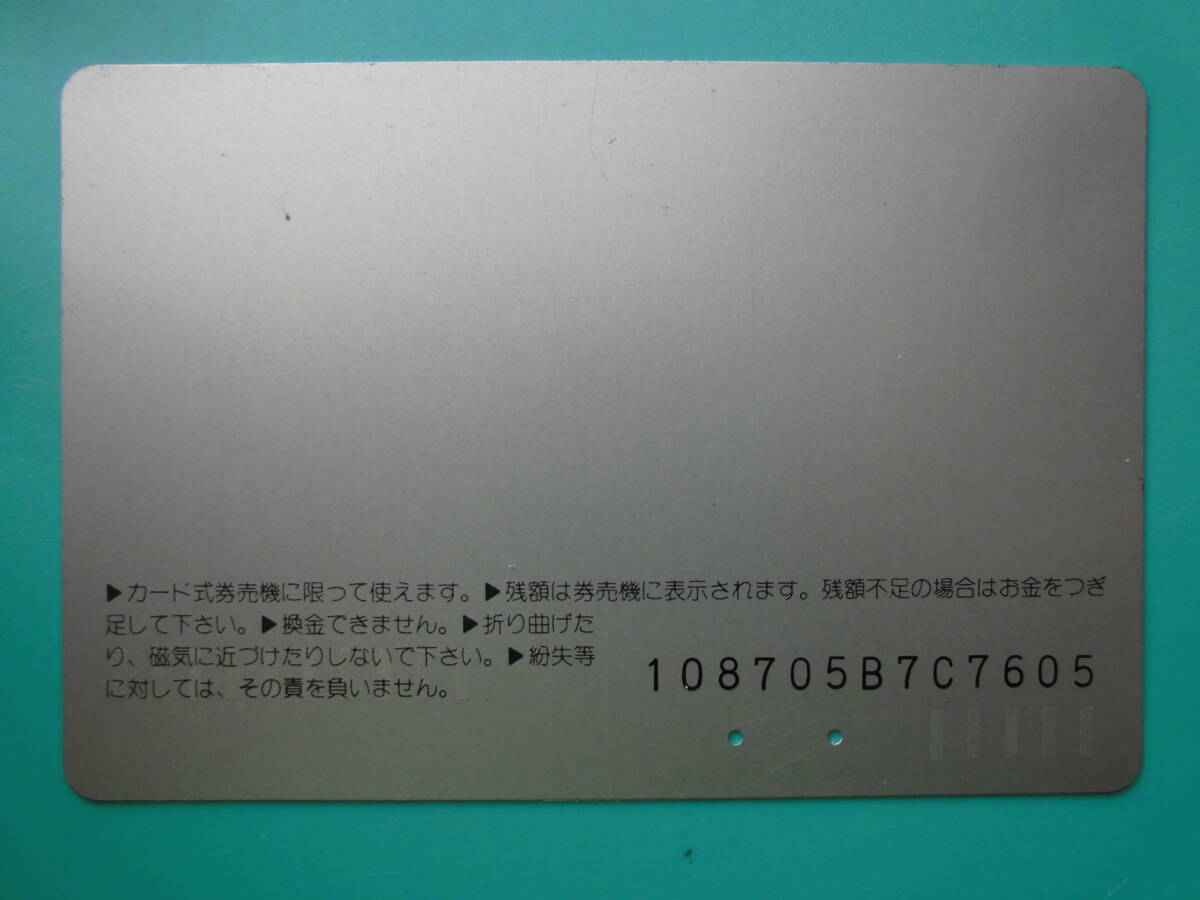 ▶カード式券売機に限って使えます。▶残額は券売機に表示されます。残額不足の場合はお金をつぎ
足して下さい。▶換金できません。▶折り曲げた
り、磁気に近づけたりしないで下さい。▶紛失等
に対しては、その責を負いません。
108705B7C7605